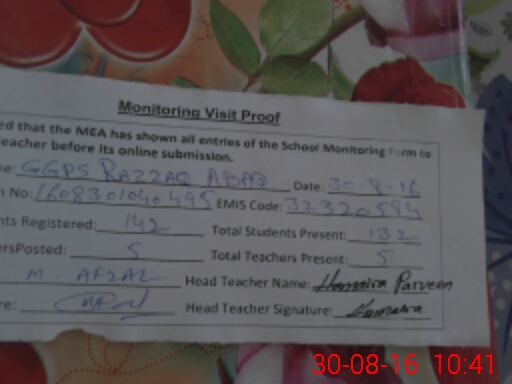 Monitoring Visit Proof
ed that the MEA has shown all entries of the School Monitoring Form to
Teacher before its online submission.
e: GGPS RAZZAQ ABAD Date: 30-8-16
n No: 1608301040495 EMIS Code: 32320594
nts Registered: 142 Total Students Present: 132
ersPosted: 5 Total Teachers Present: 5
M. AFZAL Head Teacher Name: Humaira Parveen
re: Head Teacher Signature: Humaira
30-08-16 10:41